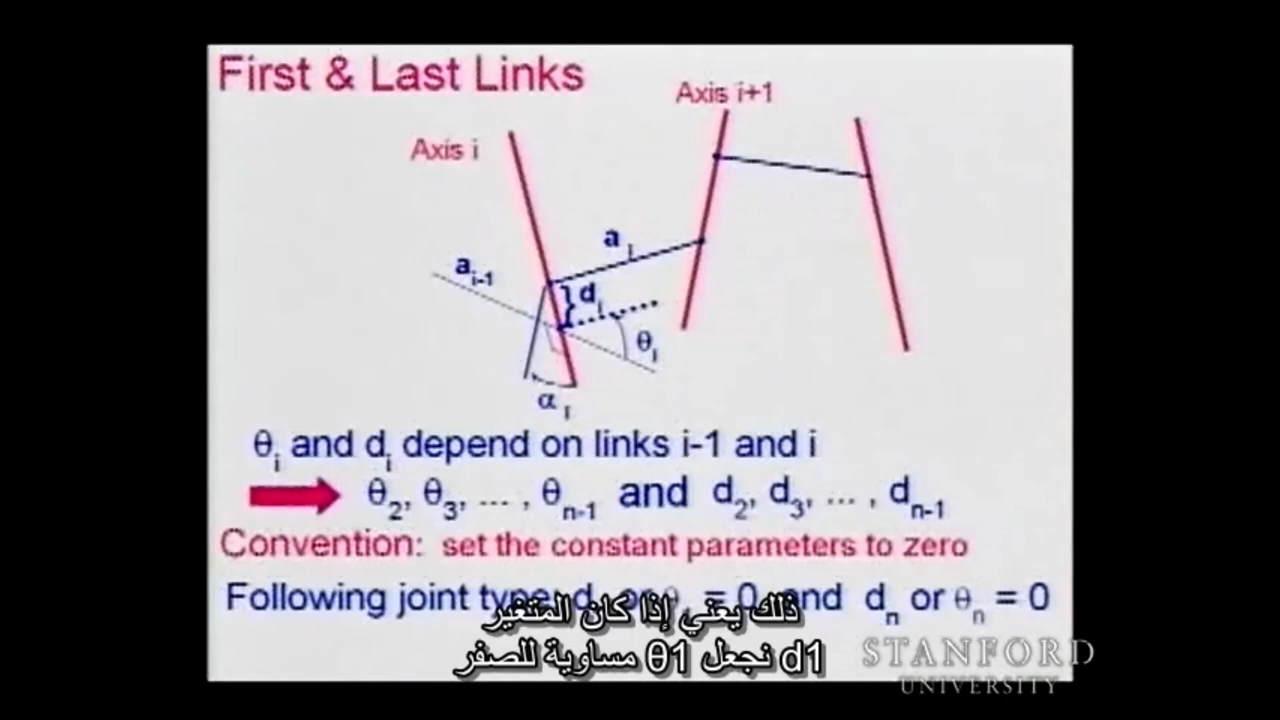 First & Last Links
Axis i+1
Axis i
a i
a i-1
d i
θ i
α i
θi and di depend on links i-1 and i
θ2, θ3, ... , θn-1 and d2, d3, ... , dn-1
Convention: set the constant parameters to zero
Following joint type: d or θ = 0 and dn or θn = 0
ذلك يعني إذا كان المتغير
d1 نجعل θ1 مساوية للصفر
STANFORD
UNIVERSITY